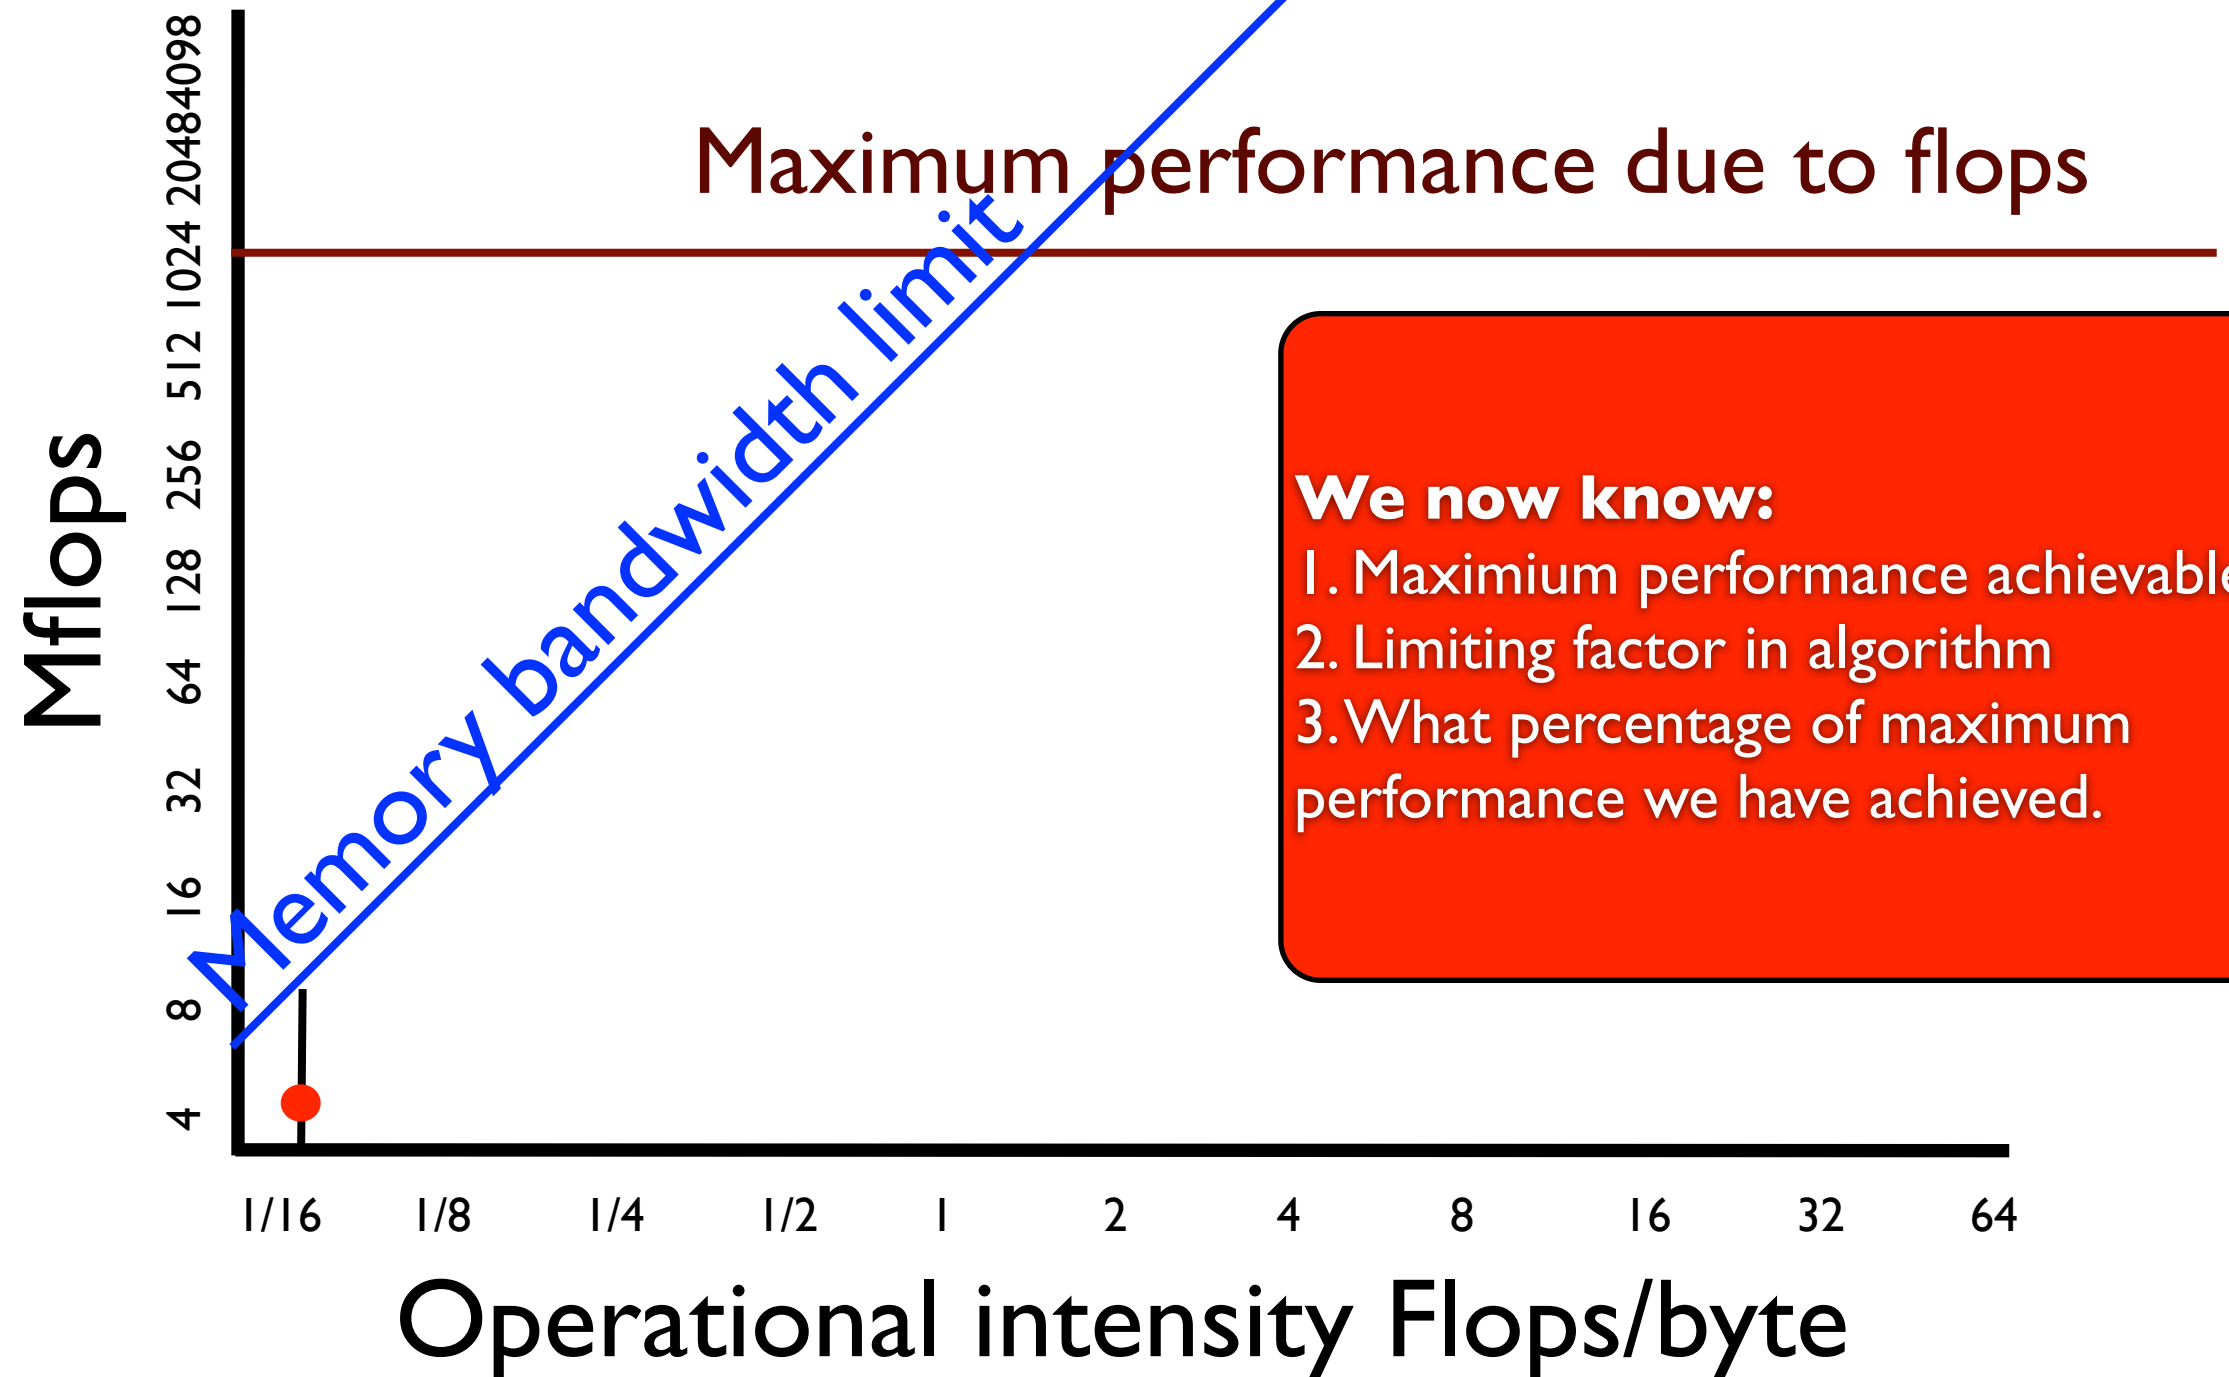 Maximum performance due to flops
Memory bandwidth limit
Mflops
4098
2048
1024
512
256
128
64
32
16
8
4
We now know:
1. Maximium performance achievable
2. Limiting factor in algorithm
3. What percentage of maximum
performance we have achieved.
1/16 1/8 1/4 1/2 1 2 4 8 16 32 64
Operational intensity Flops/byte